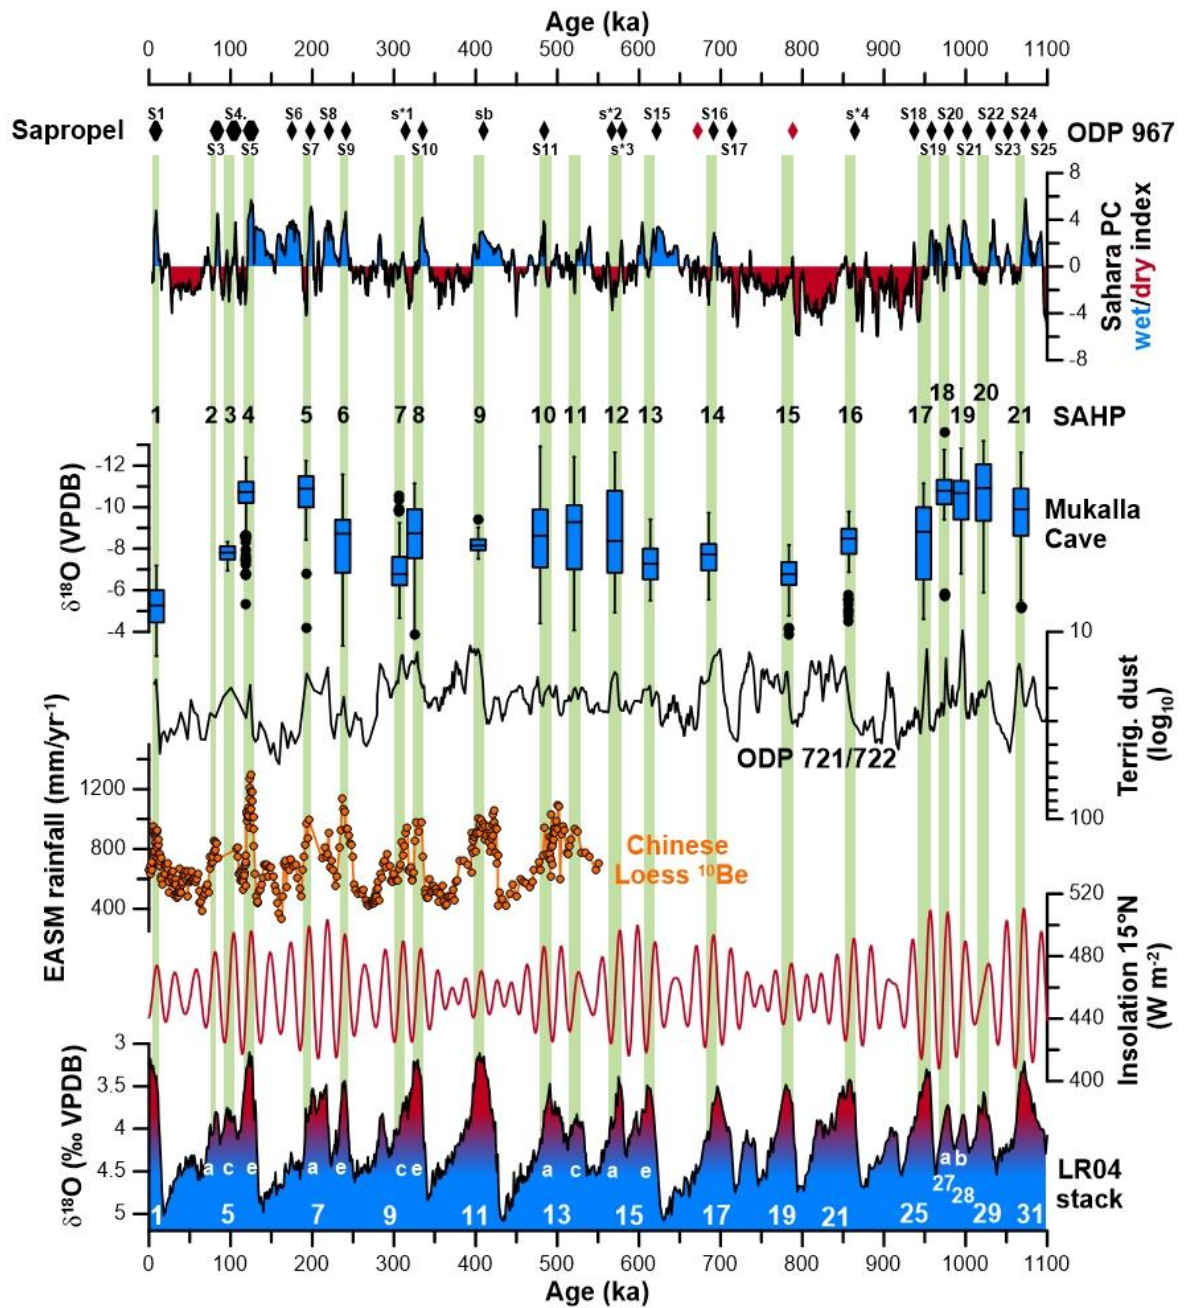 Age (ka)
0 100 200 300 400 500 600 700 800 900 1000 1100
S1 S4. S6 S8 s*1 sb s*2 S15 S16 s*4 S18 S20 S22 S24
Sapropel ODP 967
S3 S5 S7 S9 S10 S11 s*3 S17 S19 S21 S23 S25
8
4
0
-4
-8
Sahara PC
wet/dry index
18 20
1 2 3 4 5 6 7 8 9 10 11 12 13 14 15 16 17 19 21 SAHP
-12
-10
-8
-6
-4
δ¹⁸O (VPDB)
Mukalla
Cave
10
100
Terrig. dust
(log₁₀)
ODP 721/722
1200
800
400
EASM rainfall (mm/yr⁻¹)
Chinese
Loess ¹⁰Be
520
480
440
400
Insolation 15°N
(W m⁻²)
3
3.5
4
4.5
5
δ¹⁸O (‰ VPDB)
a c e a e c e a c a e a b
27 28
1 5 7 9 11 13 15 17 19 21 25 29 31
LR04
stack
0 100 200 300 400 500 600 700 800 900 1000 1100
Age (ka)